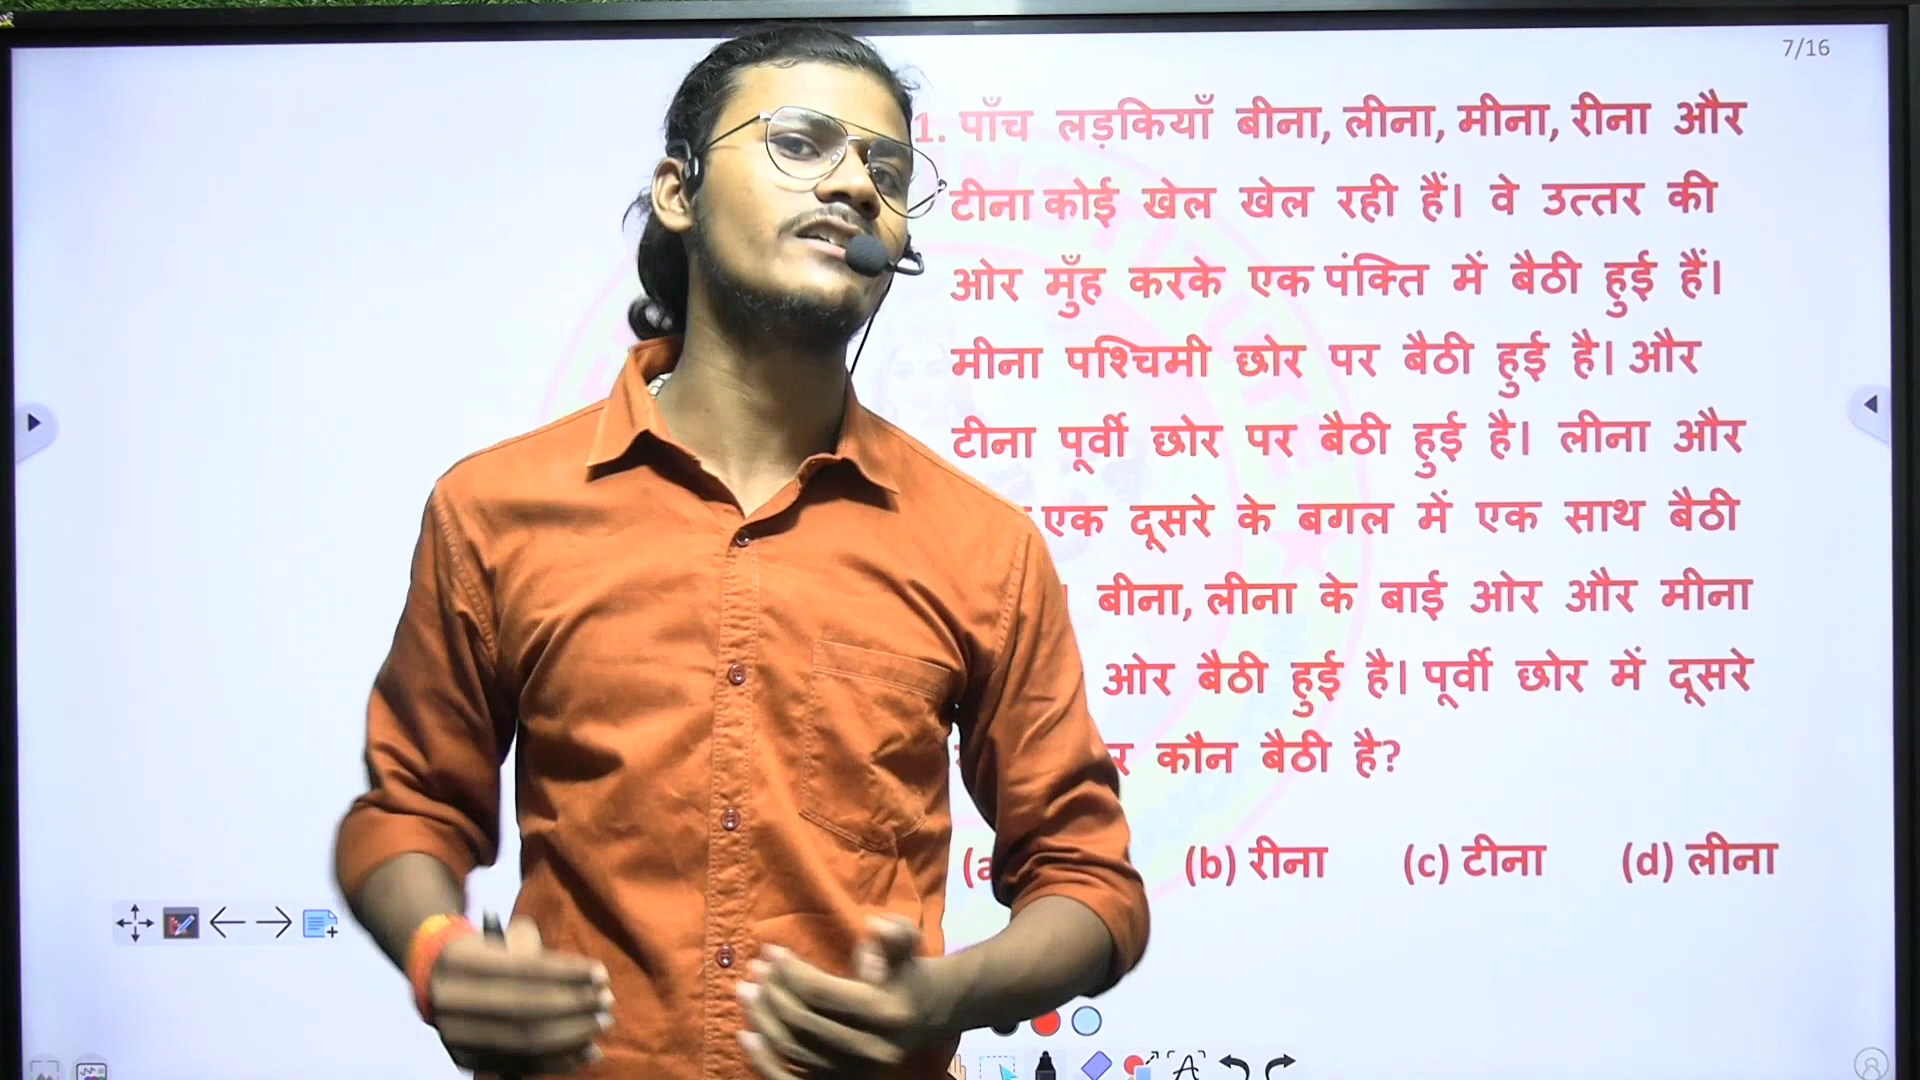 7/16
1. पाँच लड़कियाँ बीना, लीना, मीना, रीना और
टीना कोई खेल खेल रही हैं। वे उत्तर की
ओर मुँह करके एक पंक्ति में बैठी हुई हैं।
मीना पश्चिमी छोर पर बैठी हुई है। और
टीना पूर्वी छोर पर बैठी हुई है। लीना और
एक दूसरे के बगल में एक साथ बैठी
बीना, लीना के बाई ओर और मीना
ओर बैठी हुई है। पूर्वी छोर में दूसरे
कौन बैठी है?
(b) रीना (c) टीना (d) लीना